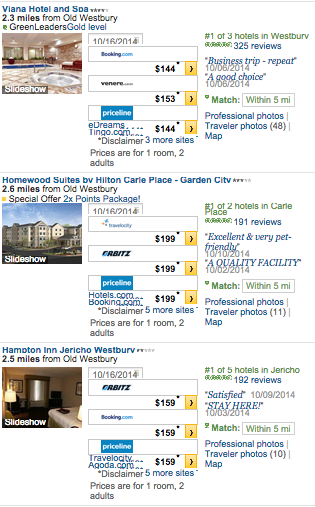 Viana Hotel and Spa
2.3 miles from Old Westbury
GreenLeadersGold level
Slideshow
10/16/2014
Booking.com
$144*
venere.com
$153*
priceline
$144*
eDreams
Tingo.com
*Disclaimer 3 more sites
Prices are for 1 room, 2
adults
#1 of 3 hotels in Westbury
325 reviews
"Business trip - repeat"
10/06/2014
"A good choice"
10/06/2014
Match: Within 5 mi
Professional photos |
Traveler photos (48) |
Map
Homewood Suites by Hilton Carle Place - Garden City
2.6 miles from Old Westbury
Special Offer 2x Points Package!
Slideshow
10/16/2014
travelocity
$199*
ORBITZ
$199*
priceline
$199*
Hotels.com
Booking.com
*Disclaimer 5 more sites
Prices are for 1 room, 2
adults
#1 of 2 hotels in Carle
Place
191 reviews
"Excellent & very pet-
friendly"
10/10/2014
"A QUALITY FACILITY"
10/02/2014
Match: Within 5 mi
Professional photos |
Traveler photos (11) |
Map
Hampton Inn Jericho Westbury
2.5 miles from Old Westbury
Slideshow
10/16/2014
ORBITZ
$159*
Booking.com
$159*
priceline
$159*
Travelocity
Agoda.com
*Disclaimer 5 more sites
Prices are for 1 room, 2
adults
#1 of 5 hotels in Jericho
192 reviews
"Satisfied" 10/09/2014
"STAY HERE!"
10/03/2014
Match: Within 5 mi
Professional photos |
Traveler photos (10) |
Map